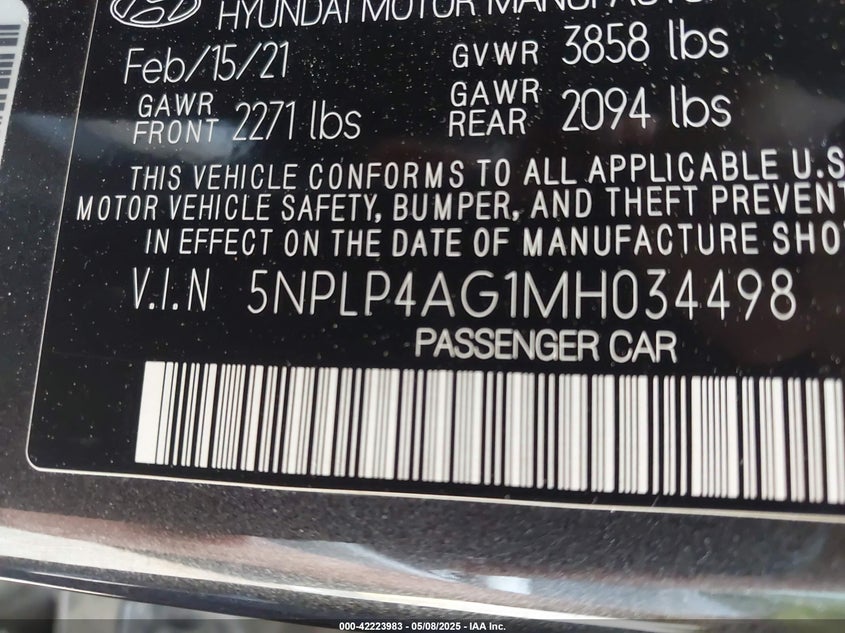 HYUNDAI MOTOR
Feb/15/21 GVWR 3858 lbs
GAWR FRONT 2271 lbs GAWR REAR 2094 lbs
THIS VEHICLE CONFORMS TO ALL APPLICABLE U.S
MOTOR VEHICLE SAFETY, BUMPER, AND THEFT PREVENT
IN EFFECT ON THE DATE OF MANUFACTURE SHO
V.I.N 5NPLP4AG1MH034498
PASSENGER CAR
000-42223983 - 05/08/2025 - IAA Inc.